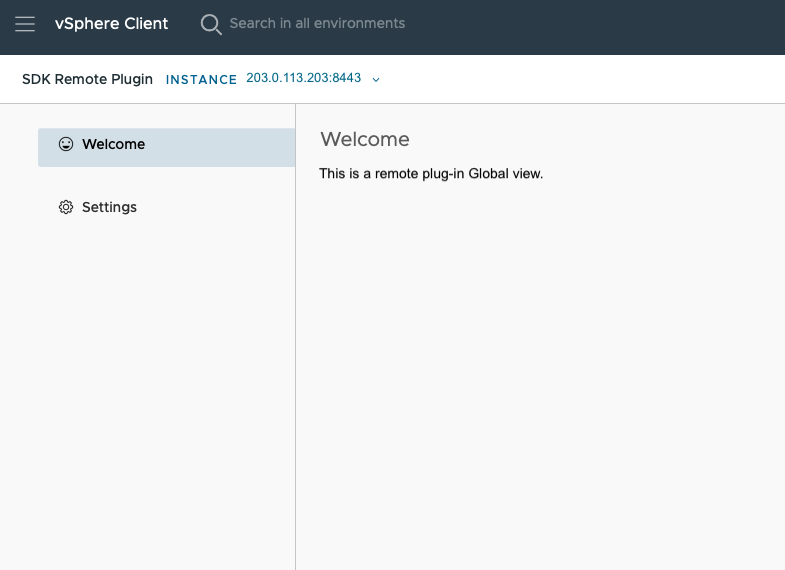 vSphere Client Search in all environments
SDK Remote Plugin INSTANCE 203.0.113.203:8443
Welcome
Settings
Welcome
This is a remote plug-in Global view.